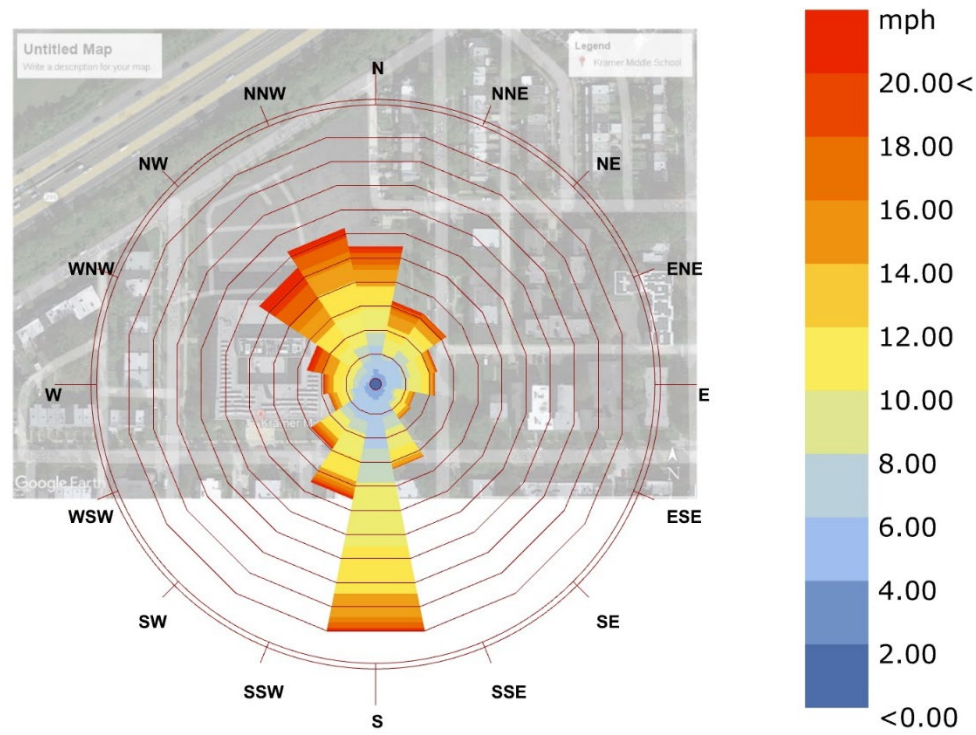 Untitled Map
Write a description for your map.
Legend
Kramer Middle School
N
NNW
NNE
NW
NE
WNW
ENE
W
E
Google Earth
WSW
ESE
SW
SE
SSW
SSE
S
N
mph
20.00<
18.00
16.00
14.00
12.00
10.00
8.00
6.00
4.00
2.00
<0.00